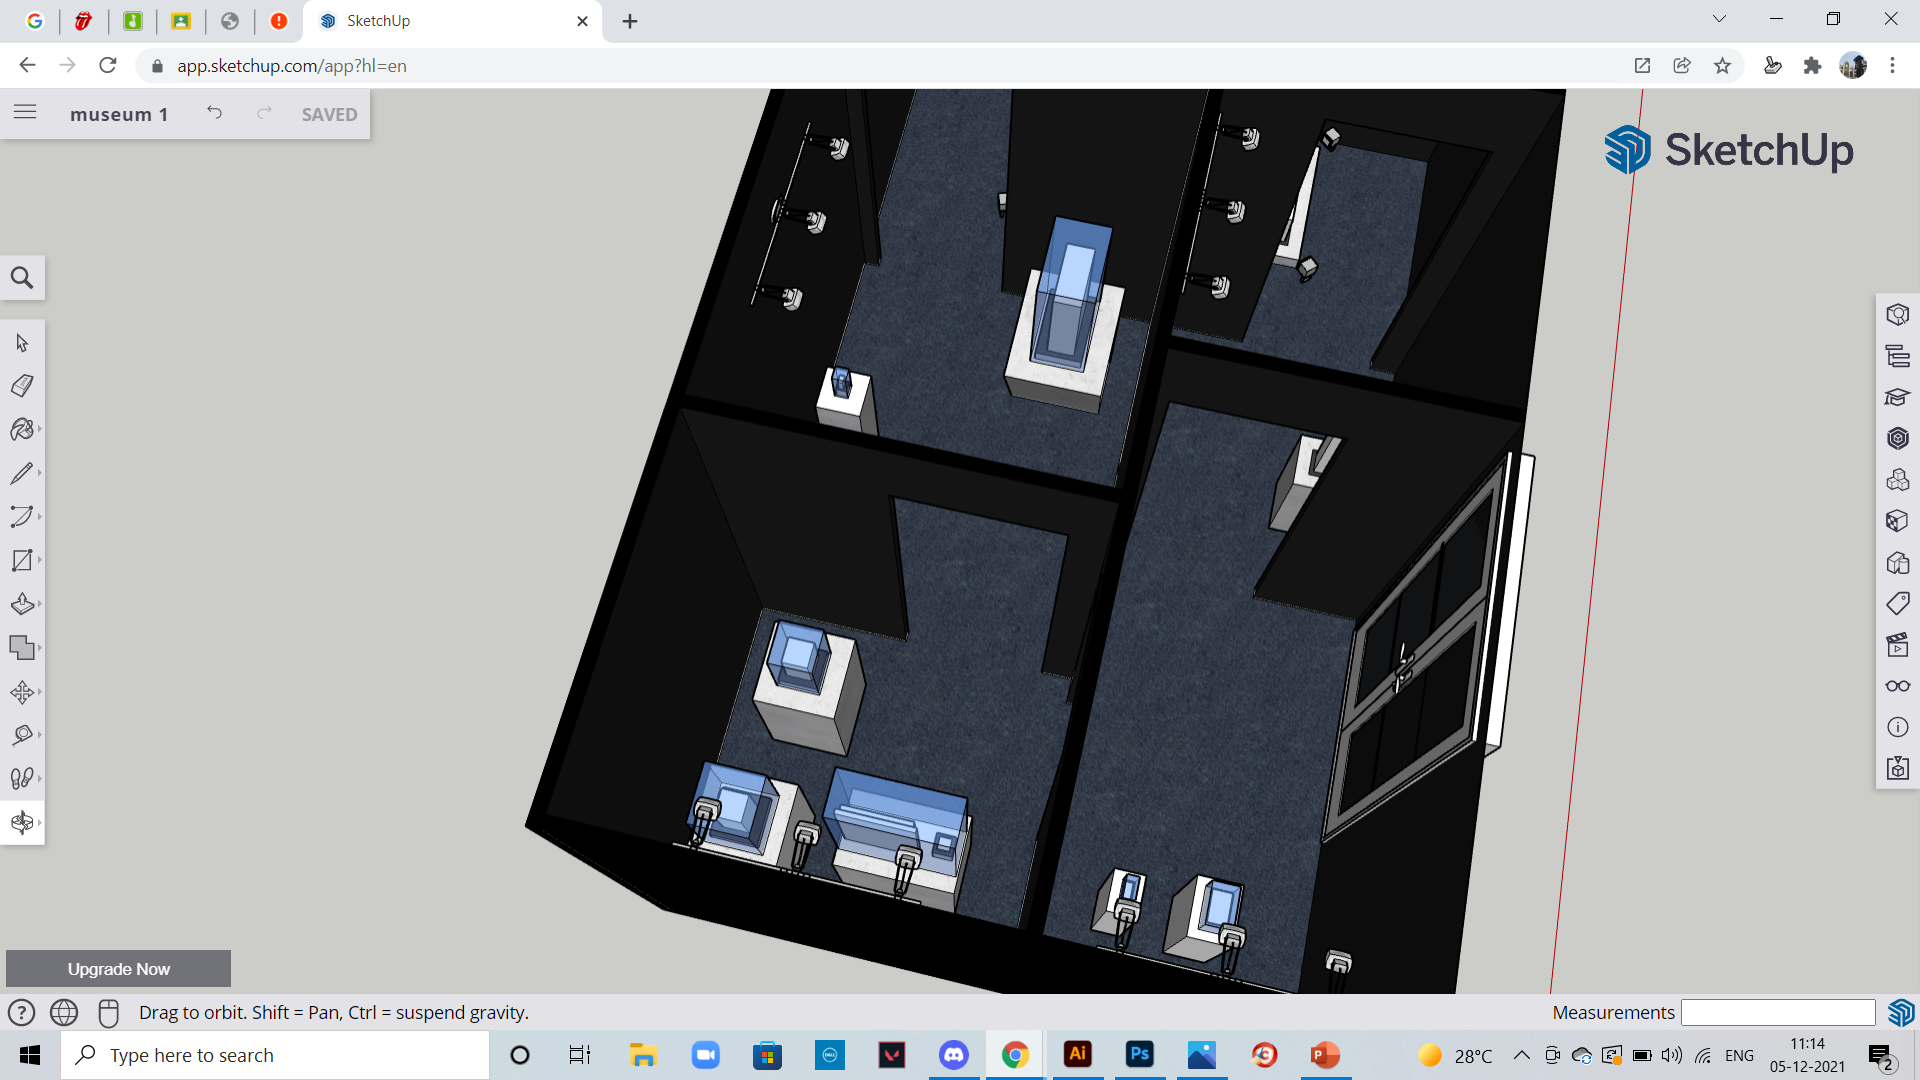 SketchUp
app.sketchup.com/app?hl=en
museum 1
SAVED
SketchUp
Upgrade Now
Drag to orbit. Shift = Pan, Ctrl = suspend gravity.
Measurements
Type here to search
DELL
Ai
Ps
P
28°C
ENG
11:14
05-12-2021
2